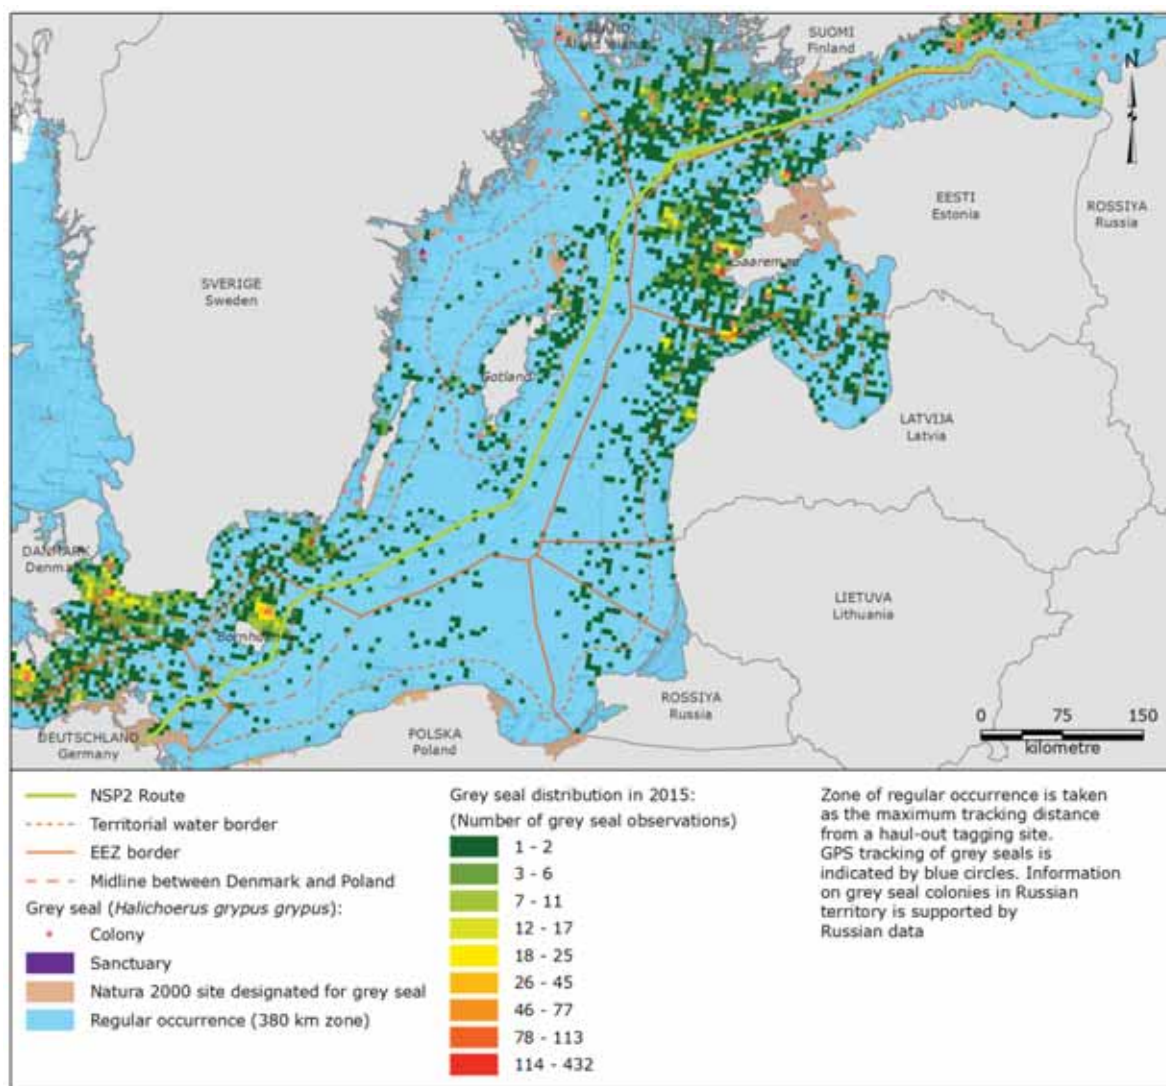 SUOMI
Finland
N
EESTI
Estonia
ROSSIYA
Russia
Saaremaa
SVERIGE
Sweden
Gotland
LATVIJA
Latvia
DANMARK
Denmark
LIETUVA
Lithuania
Bornholm
ROSSIYA
Russia
DEUTSCHLAND
Germany
POLSKA
Poland
0 75 150
kilometre
NSP2 Route
Territorial water border
EEZ border
Midline between Denmark and Poland
Grey seal (Halichoerus grypus grypus):
Colony
Sanctuary
Natura 2000 site designated for grey seal
Regular occurrence (380 km zone)
Grey seal distribution in 2015:
(Number of grey seal observations)
1 - 2
3 - 6
7 - 11
12 - 17
18 - 25
26 - 45
46 - 77
78 - 113
114 - 432
Zone of regular occurrence is taken
as the maximum tracking distance
from a haul-out tagging site.
GPS tracking of grey seals is
indicated by blue circles. Information
on grey seal colonies in Russian
territory is supported by
Russian data